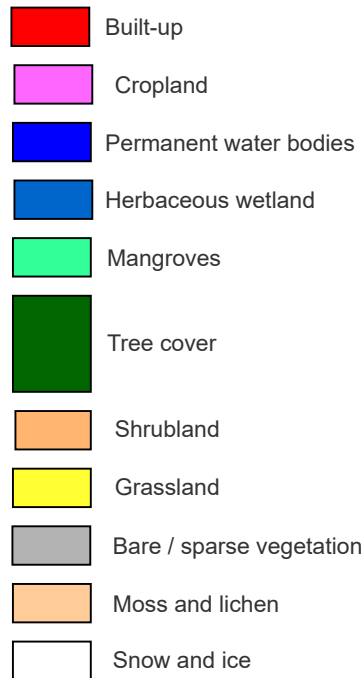 Built-up
Cropland
Permanent water bodies
Herbaceous wetland
Mangroves
Tree cover
Shrubland
Grassland
Bare / sparse vegetation
Moss and lichen
Snow and ice